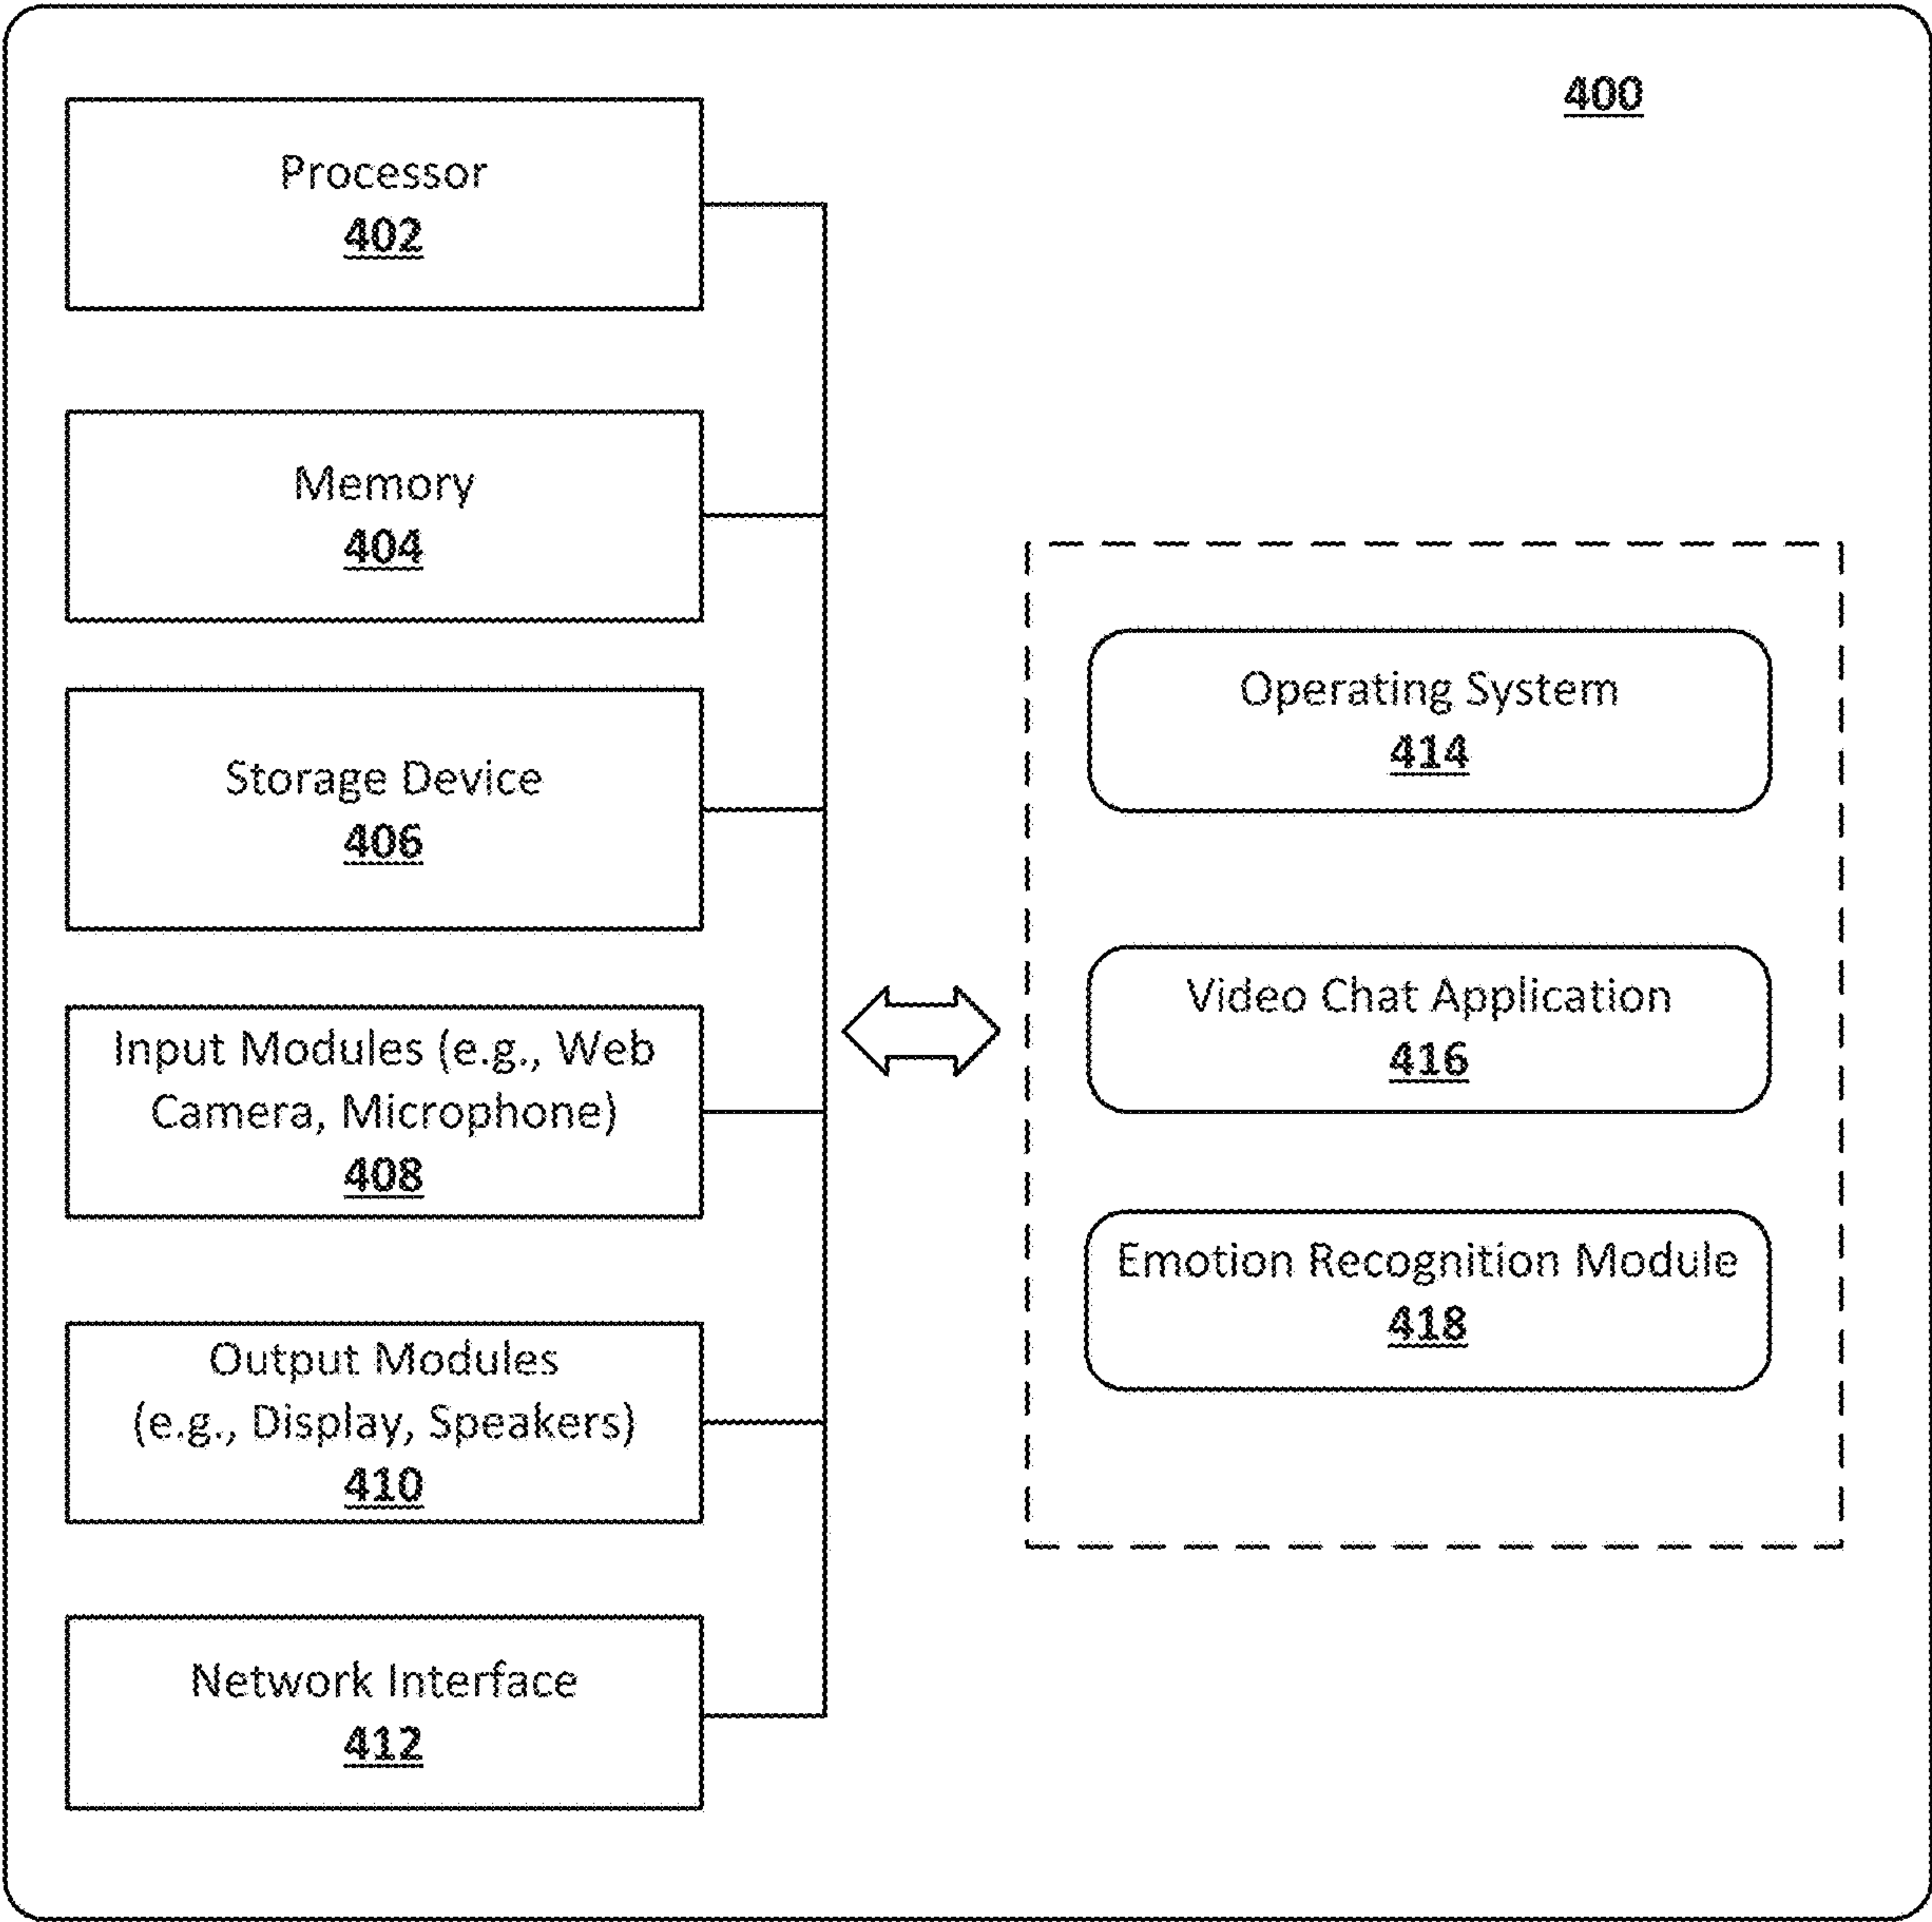 400
Processor
402
Memory
404
Storage Device
406
Input Modules (e.g., Web
Camera, Microphone)
408
Output Modules
(e.g., Display, Speakers)
410
Network Interface
412
Operating System
414
Video Chat Application
416
Emotion Recognition Module
418